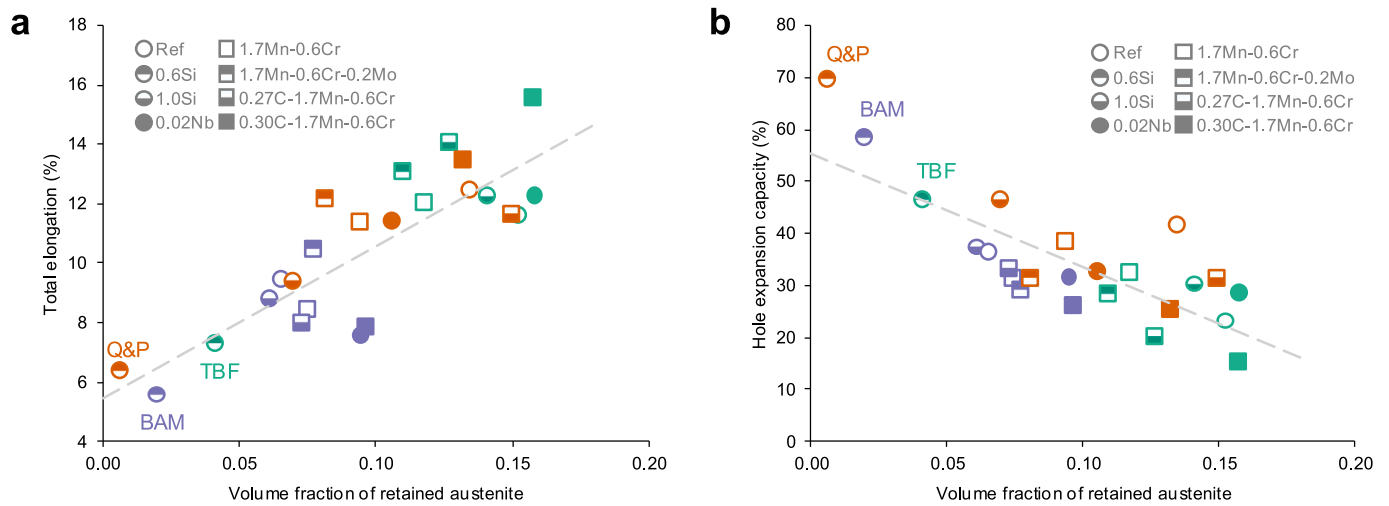 a
18
16
14
12
10
8
6
4
Total elongation (%)
Ref
0.6Si
1.0Si
0.02Nb
1.7Mn-0.6Cr
1.7Mn-0.6Cr-0.2Mo
0.27C-1.7Mn-0.6Cr
0.30C-1.7Mn-0.6Cr
Q&P
TBF
BAM
0.00
0.05
0.10
0.15
0.20
Volume fraction of retained austenite
b
80
70
60
50
40
30
20
10
0
Hole expansion capacity (%)
Q&P
BAM
TBF
Ref
0.6Si
1.0Si
0.02Nb
1.7Mn-0.6Cr
1.7Mn-0.6Cr-0.2Mo
0.27C-1.7Mn-0.6Cr
0.30C-1.7Mn-0.6Cr
0.00
0.05
0.10
0.15
0.20
Volume fraction of retained austenite